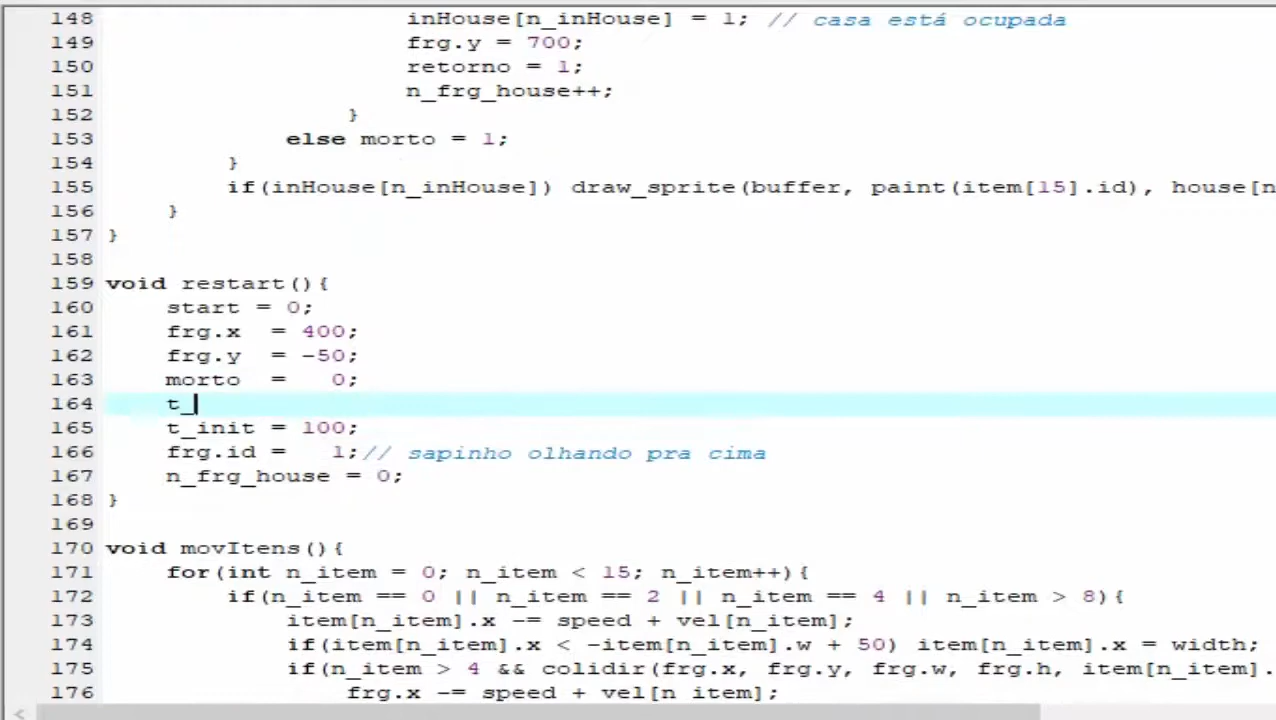 148 inHouse[n_inHouse] = 1; // casa está ocupada
149 frg.y = 700;
150 retorno = 1;
151 n_frg_house++;
152 }
153 else morto = 1;
154 }
155 if(inHouse[n_inHouse]) draw_sprite(buffer, paint(item[15].id), house[n
156 }
157 }
158
159 void restart(){
160 start = 0;
161 frg.x = 400;
162 frg.y = -50;
163 morto = 0;
164 t_
165 t_init = 100;
166 frg.id = 1;// sapinho olhando pra cima
167 n_frg_house = 0;
168 }
169
170 void movItens(){
171 for(int n_item = 0; n_item < 15; n_item++){
172 if(n_item == 0 || n_item == 2 || n_item == 4 || n_item > 8){
173 item[n_item].x -= speed + vel[n_item];
174 if(item[n_item].x < -item[n_item].w + 50) item[n_item].x = width;
175 if(n_item > 4 && colidir(frg.x, frg.y, frg.w, frg.h, item[n_item].
176 frg.x -= speed + vel[n_item];